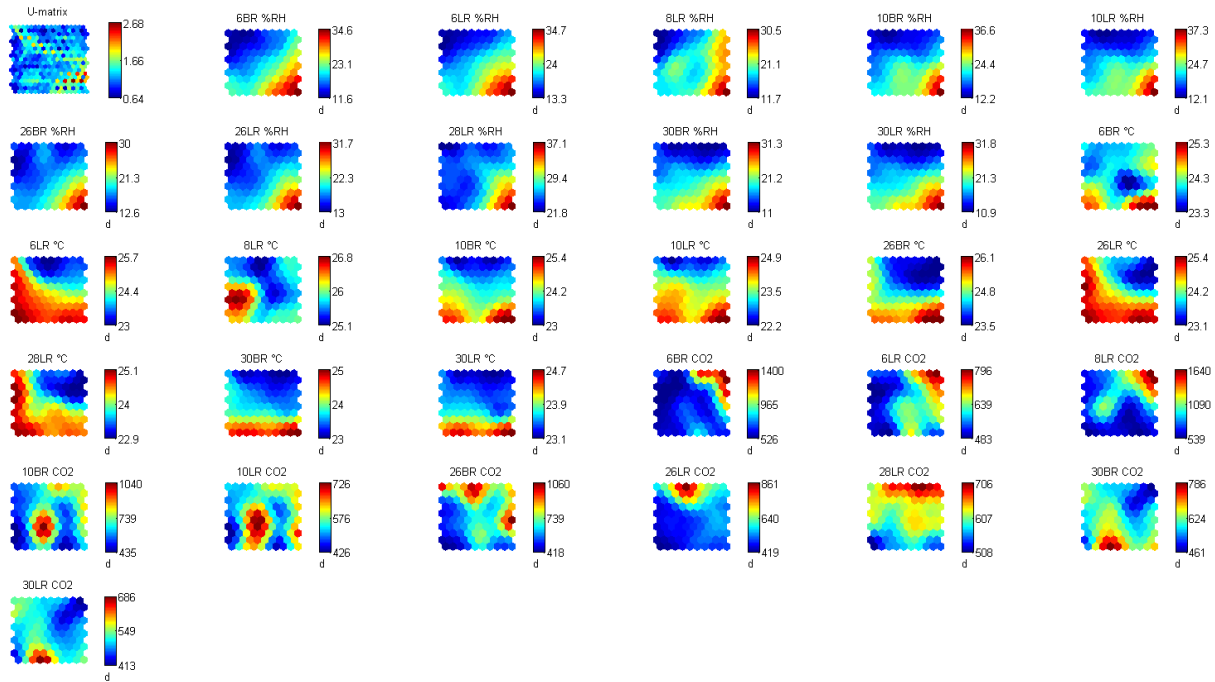 U-matrix
2.68
1.66
0.64
6BR %RH
34.6
23.1
11.6
d
6LR %RH
34.7
24
13.3
d
8LR %RH
30.5
21.1
11.7
d
10BR %RH
36.6
24.4
12.2
d
10LR %RH
37.3
24.7
12.1
d
26BR %RH
30
21.3
12.6
d
26LR %RH
31.7
22.3
13
d
28LR %RH
37.1
29.4
21.8
d
30BR %RH
31.3
21.2
11
d
30LR %RH
31.8
21.3
10.9
d
6BR °C
25.3
24.3
23.3
d
6LR °C
25.7
24.4
23
d
8LR °C
26.8
26
25.1
d
10BR °C
25.4
24.2
23
d
10LR °C
24.9
23.5
22.2
d
26BR °C
26.1
24.8
23.5
d
26LR °C
25.4
24.2
23.1
d
28LR °C
25.1
24
22.9
d
30BR °C
25
24
23
d
30LR °C
24.7
23.9
23.1
d
6BR CO2
1400
965
526
d
6LR CO2
796
639
483
d
8LR CO2
1640
1090
539
d
10BR CO2
1040
739
435
d
10LR CO2
726
576
426
d
26BR CO2
1060
739
418
d
26LR CO2
861
640
419
d
28LR CO2
706
607
508
d
30BR CO2
786
624
461
d
30LR CO2
686
549
413
d